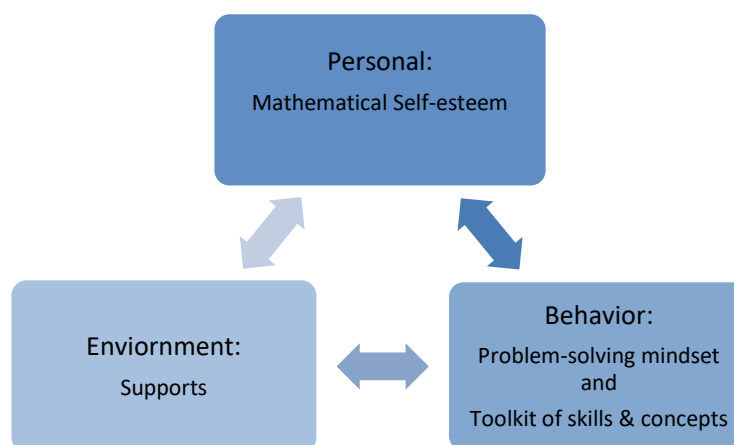 Personal:
Mathematical Self-esteem
Enviornment:
Supports
Behavior:
Problem-solving mindset
and
Toolkit of skills & concepts